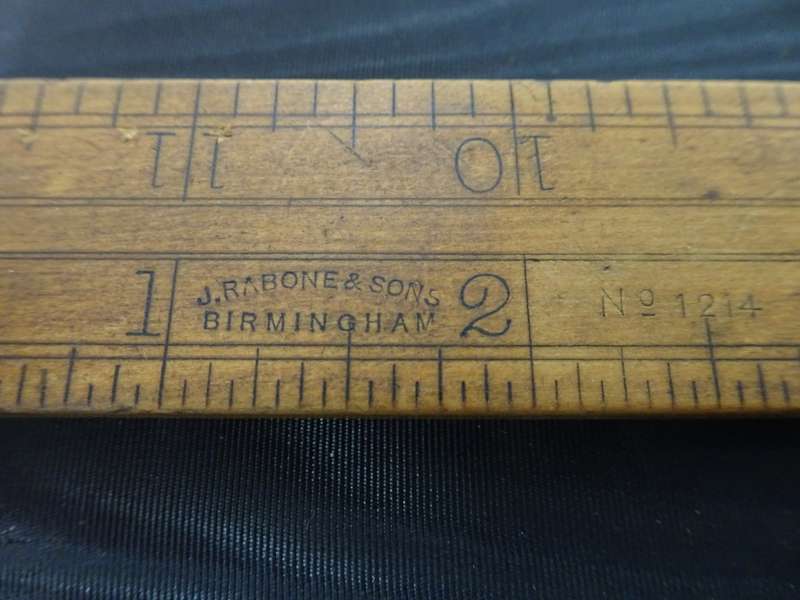 11 10
1 J. RABONE & SONS 2 Nº 1214
BIRMINGHAM